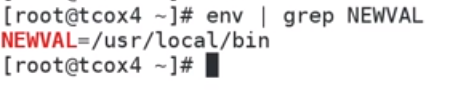 [root@tcox4 ~]# env | grep NEWVAL
NEWVAL=/usr/local/bin
[root@tcox4 ~]#